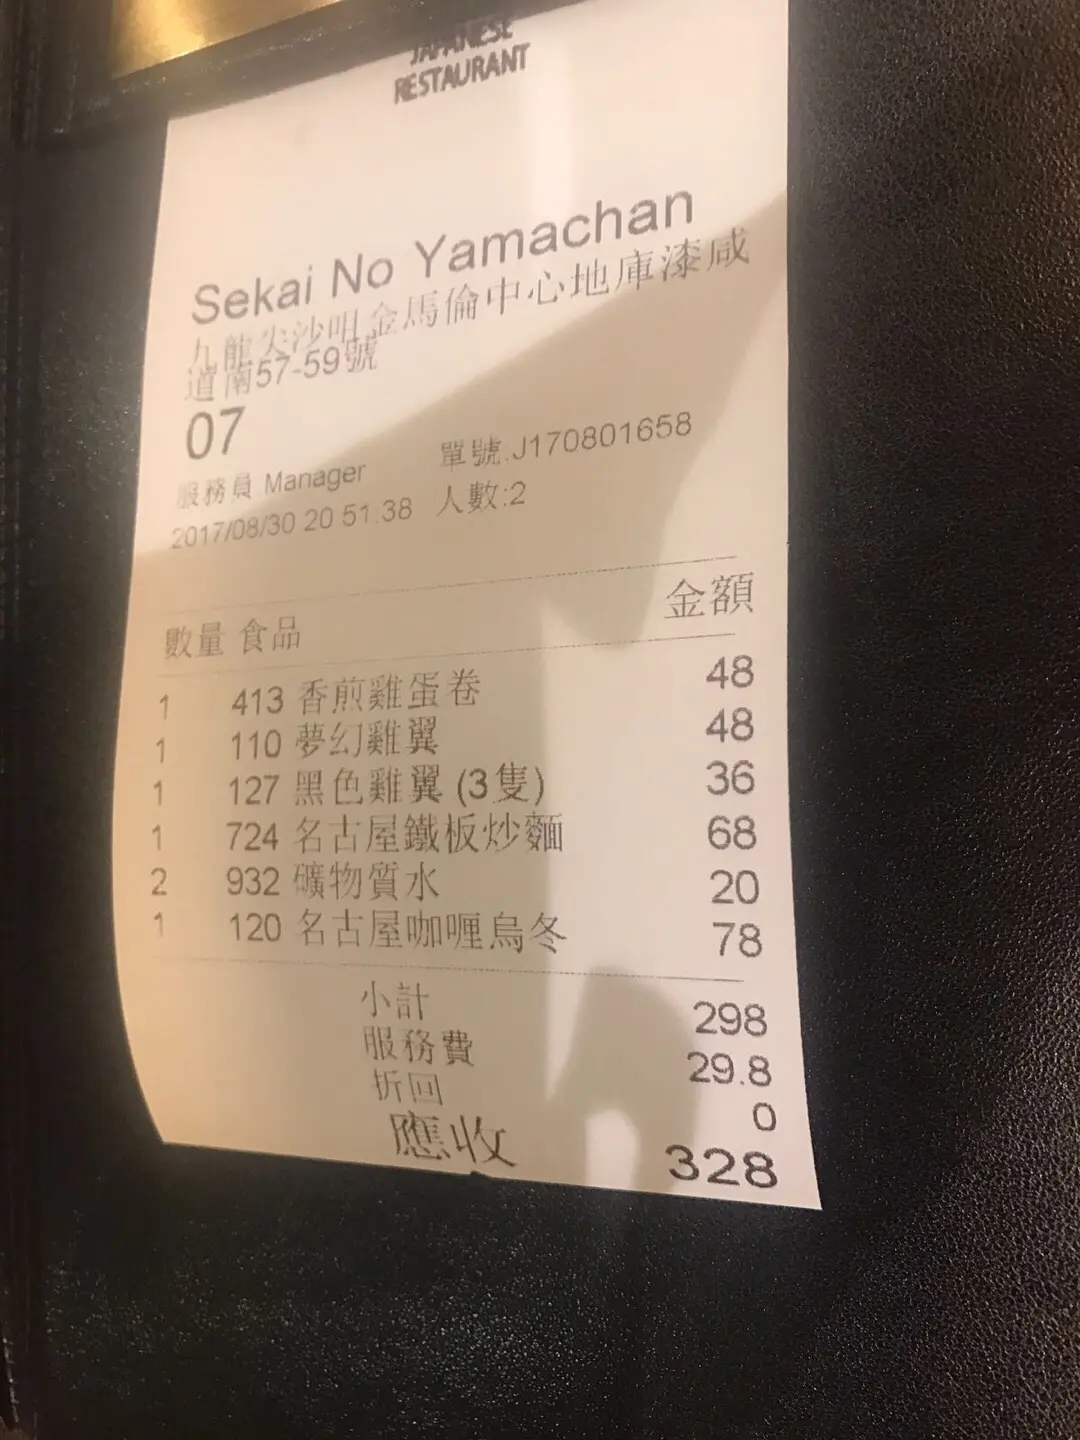 JAPANESE
RESTAURANT
Sekai No Yamachan
九龍尖沙咀金馬倫中心地庫漆咸
道南57-59號
07
服務員 Manager 單號.J170801658
2017/08/30 20 51.38 人數:2
數量 食品 金額
1 413 香煎雞蛋卷 48
1 110 夢幻雞翼 48
1 127 黑色雞翼 (3隻) 36
1 724 名古屋鐵板炒麵 68
2 932 礦物質水 20
1 120 名古屋咖喱烏冬 78
小計 298
服務費 29.8
折回 0
應收 328